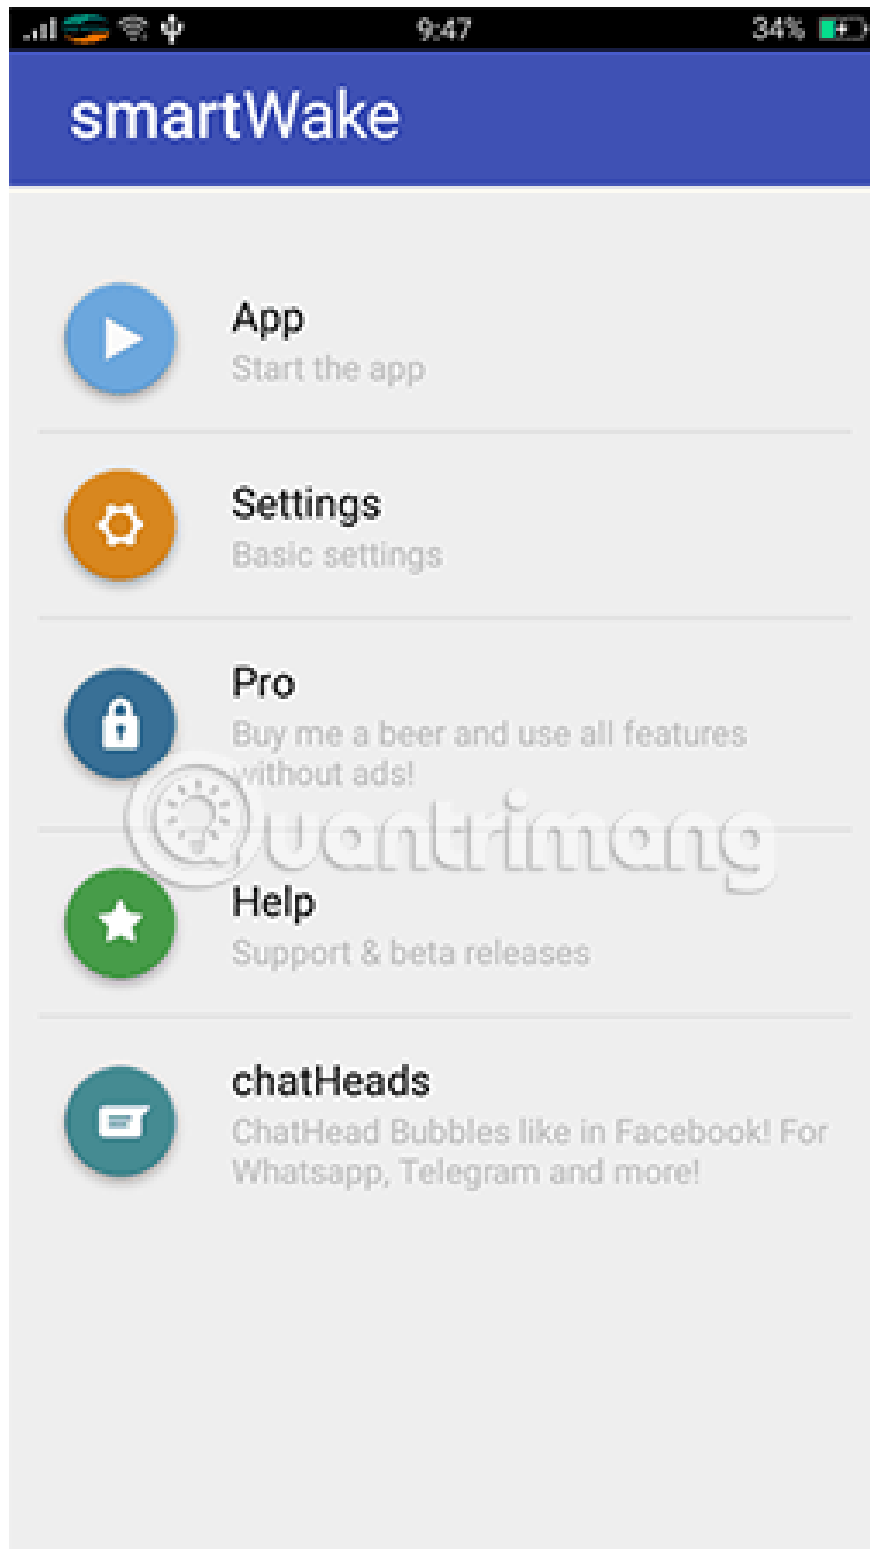 9:47
34%
smartWake
App
Start the app
Settings
Basic settings
Pro
Buy me a beer and use all features
without ads!
Quantrimang
Help
Support & beta releases
chatHeads
ChatHead Bubbles like in Facebook! For
Whatsapp, Telegram and more!